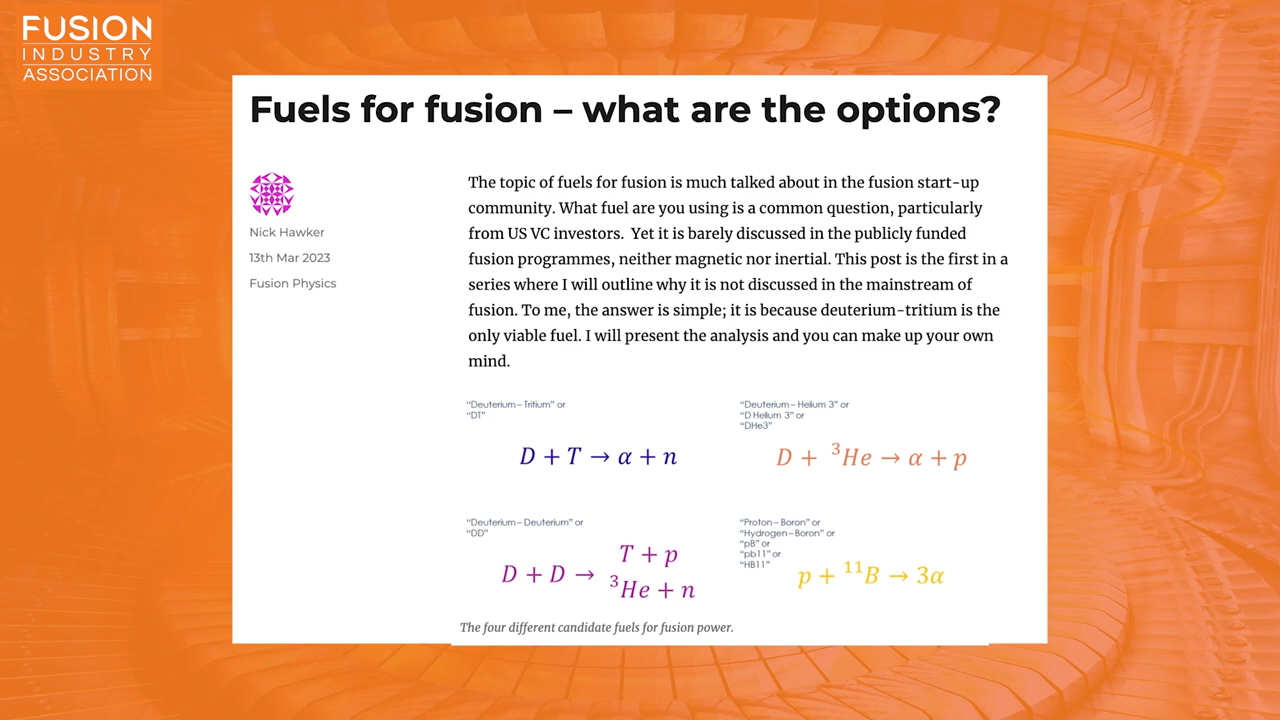 FUSION
INDUSTRY
ASSOCIATION
Fuels for fusion – what are the options?
Nick Hawker
13th Mar 2023
Fusion Physics
The topic of fuels for fusion is much talked about in the fusion start-up
community. What fuel are you using is a common question, particularly
from US VC investors. Yet it is barely discussed in the publicly funded
fusion programmes, neither magnetic nor inertial. This post is the first in a
series where I will outline why it is not discussed in the mainstream of
fusion. To me, the answer is simple; it is because deuterium-tritium is the
only viable fuel. I will present the analysis and you can make up your own
mind.
“Deuterium – Tritium” or
“DT”
D + T → α + n
“Deuterium – Helium 3” or
“D Helium 3” or
“DHe3”
D + ³He → α + p
“Deuterium – Deuterium” or
“DD”
T + p
D + D →
³He + n
“Proton – Boron” or
“Hydrogen – Boron” or
“pB” or
“pb11” or
“HB11”
p + ¹¹B → 3α
The four different candidate fuels for fusion power.